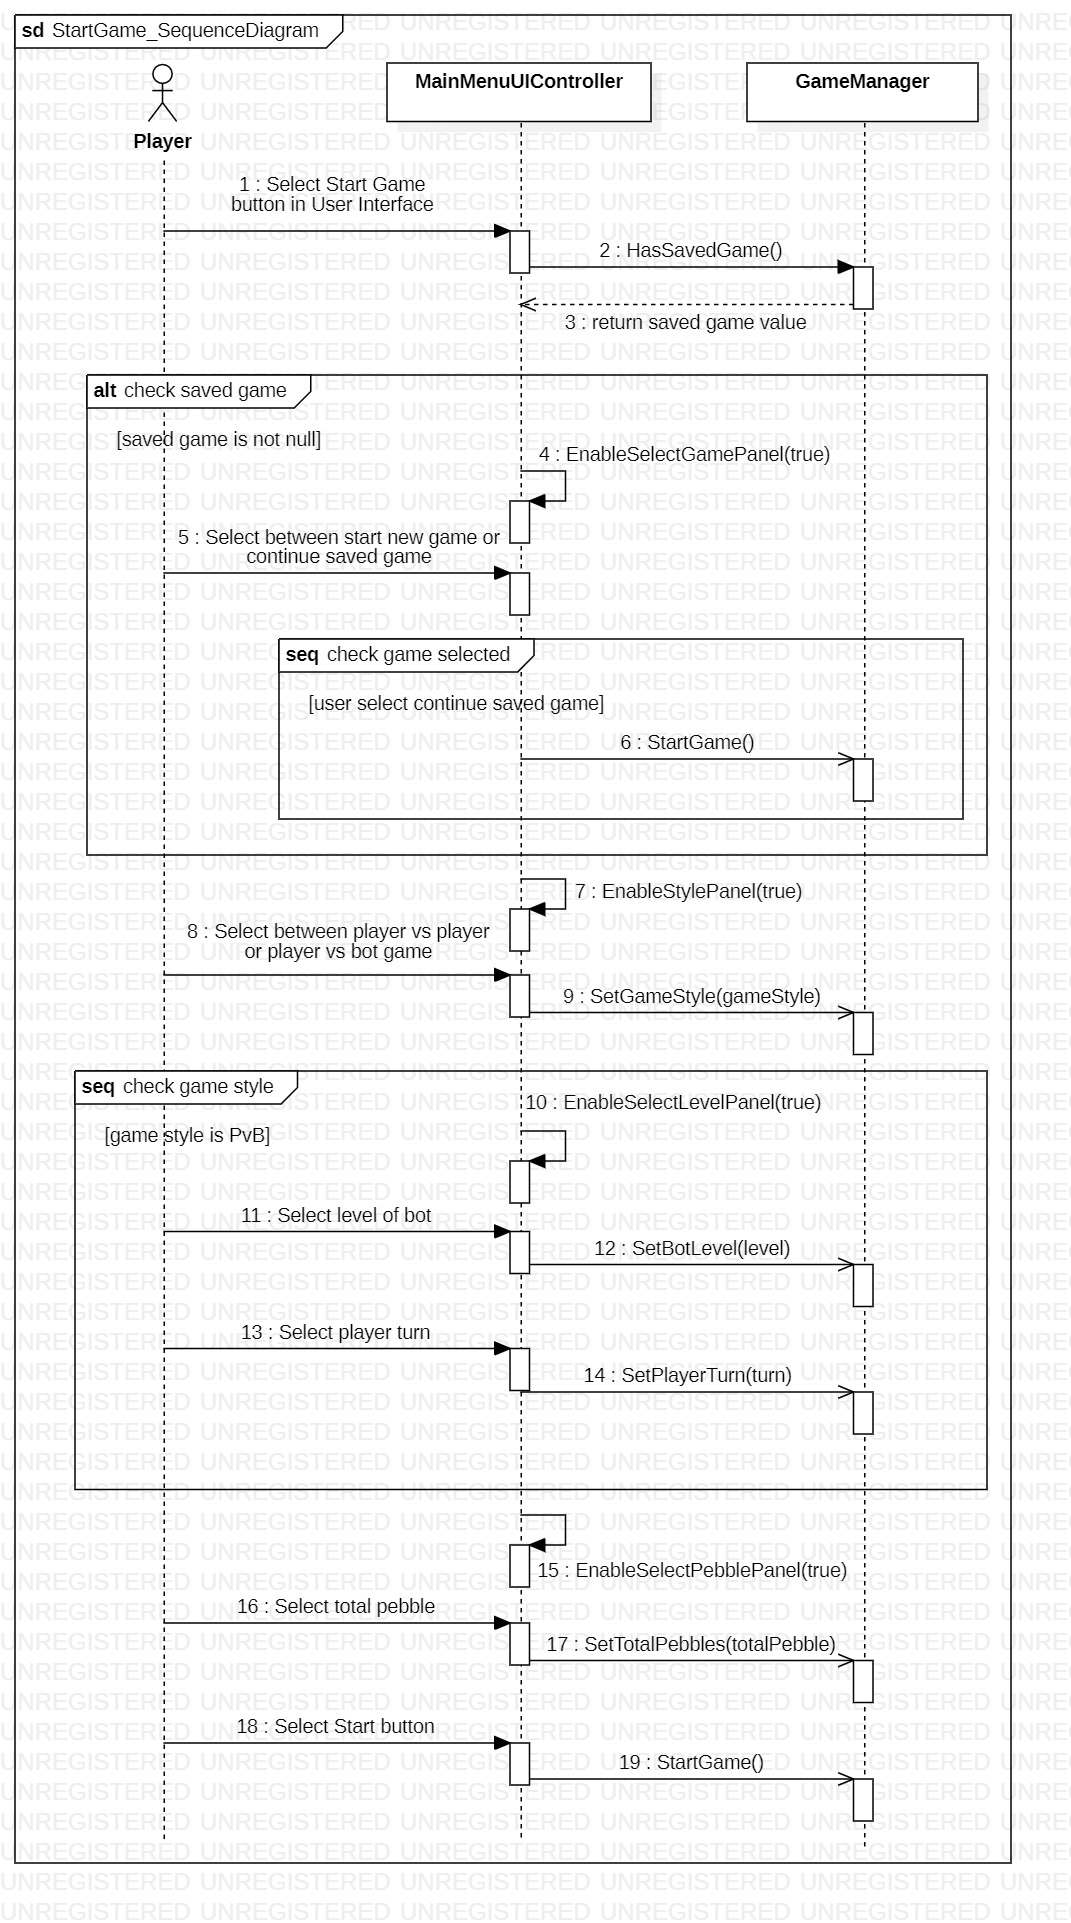 sd StartGame_SequenceDiagram
MainMenuUIController
GameManager
Player
1 : Select Start Game
button in User Interface
2 : HasSavedGame()
3 : return saved game value
alt check saved game
[saved game is not null]
4 : EnableSelectGamePanel(true)
5 : Select between start new game or
continue saved game
seq check game selected
[user select continue saved game]
6 : StartGame()
7 : EnableStylePanel(true)
8 : Select between player vs player
or player vs bot game
9 : SetGameStyle(gameStyle)
seq check game style
10 : EnableSelectLevelPanel(true)
[game style is PvB]
11 : Select level of bot
12 : SetBotLevel(level)
13 : Select player turn
14 : SetPlayerTurn(turn)
15 : EnableSelectPebblePanel(true)
16 : Select total pebble
17 : SetTotalPebbles(totalPebble)
18 : Select Start button
19 : StartGame()
UNREGISTERED